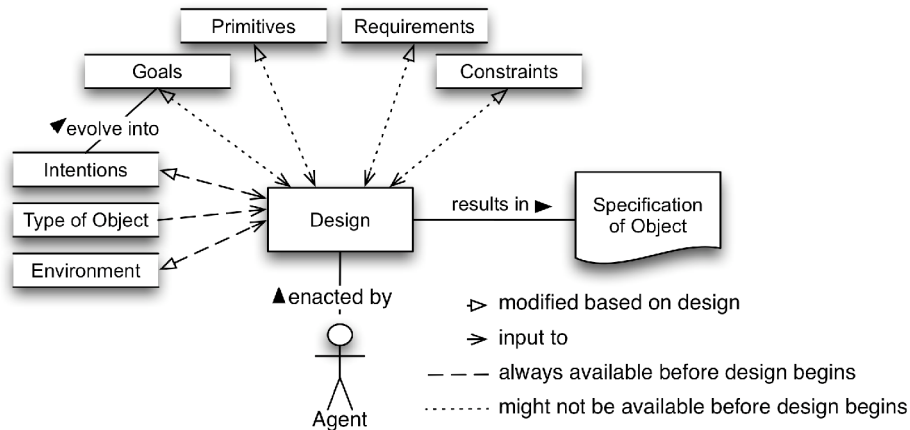 Primitives
Requirements
Goals
Constraints
evolve into
Intentions
Type of Object
Environment
Design
results in
Specification
of Object
enacted by
Agent
modified based on design
input to
always available before design begins
might not be available before design begins